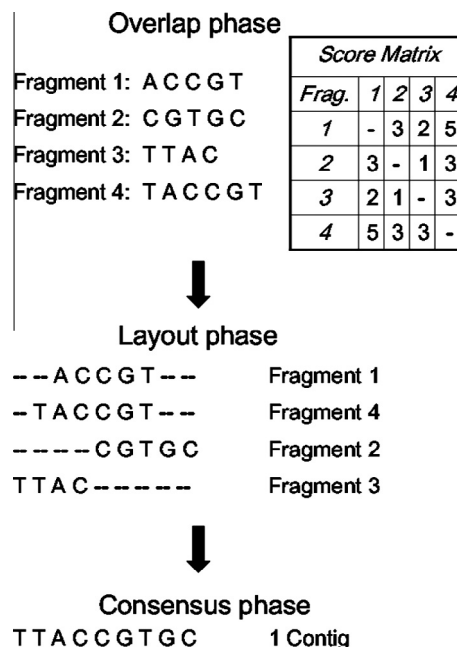 Overlap phase
Fragment 1: A C C G T
Fragment 2: C G T G C
Fragment 3: T T A C
Fragment 4: T A C C G T
Score Matrix
Frag. 1 2 3 4
1 - 3 2 5
2 3 - 1 3
3 2 1 - 3
4 5 3 3 -
Layout phase
-- -- A C C G T -- -- Fragment 1
-- T A C C G T -- -- Fragment 4
-- -- -- -- C G T G C Fragment 2
T T A C -- -- -- -- -- Fragment 3
Consensus phase
T T A C C G T G C 1 Contig